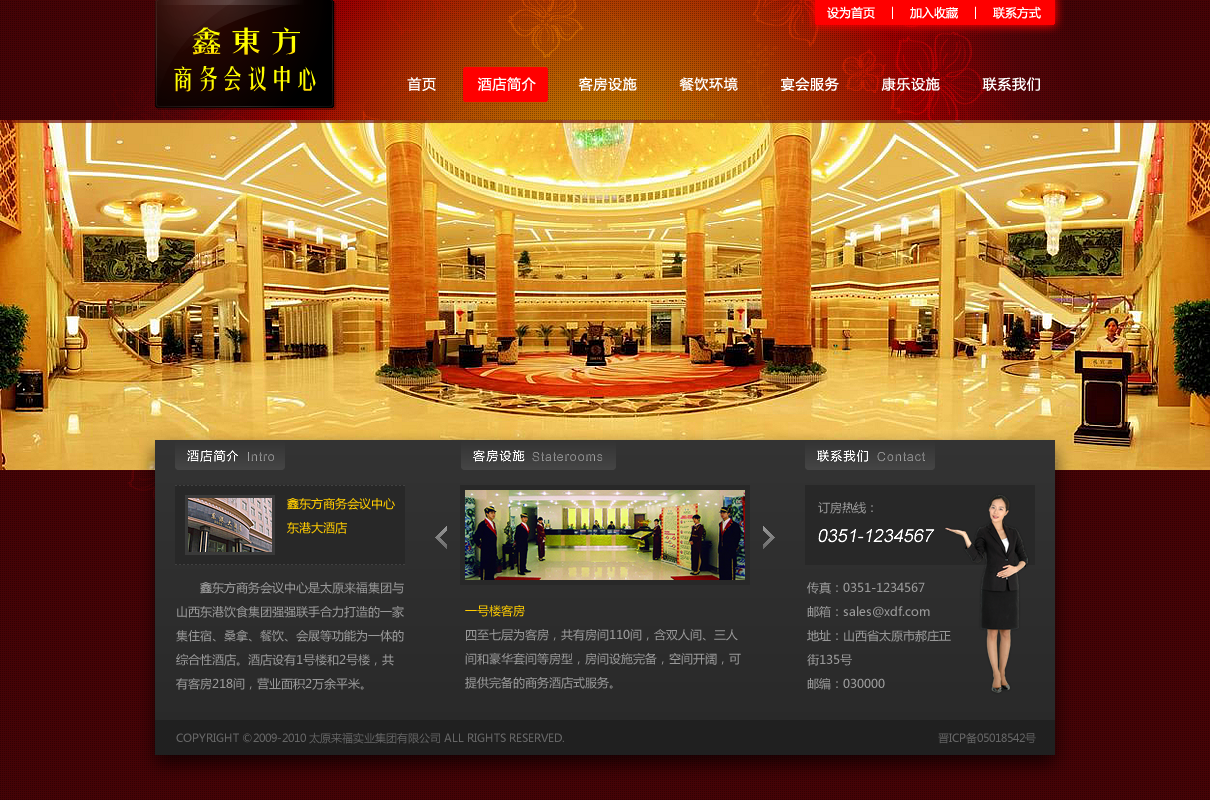 设为首页 | 加入收藏 | 联系方式
鑫東方
商务会议中心
首页 酒店简介 客房设施 餐饮环境 宴会服务 康乐设施 联系我们
酒店简介 Intro
鑫东方商务会议中心
东港大酒店
鑫东方商务会议中心是太原来福集团与
山西东港饮食集团强强联手合力打造的一家
集住宿、桑拿、餐饮、会展等功能为一体的
综合性酒店。酒店设有1号楼和2号楼，共
有客房218间，营业面积2万余平米。
客房设施 Staterooms
一号楼客房
四至七层为客房，共有房间110间，含双人间、三人
间和豪华套间等房型，房间设施完备，空间开阔，可
提供完备的商务酒店式服务。
联系我们 Contact
订房热线：
0351-1234567
传真：0351-1234567
邮箱：sales@xdf.com
地址：山西省太原市郝庄正
街135号
邮编：030000
COPYRIGHT ©2009-2010 太原来福实业集团有限公司 ALL RIGHTS RESERVED.
晋ICP备05018542号